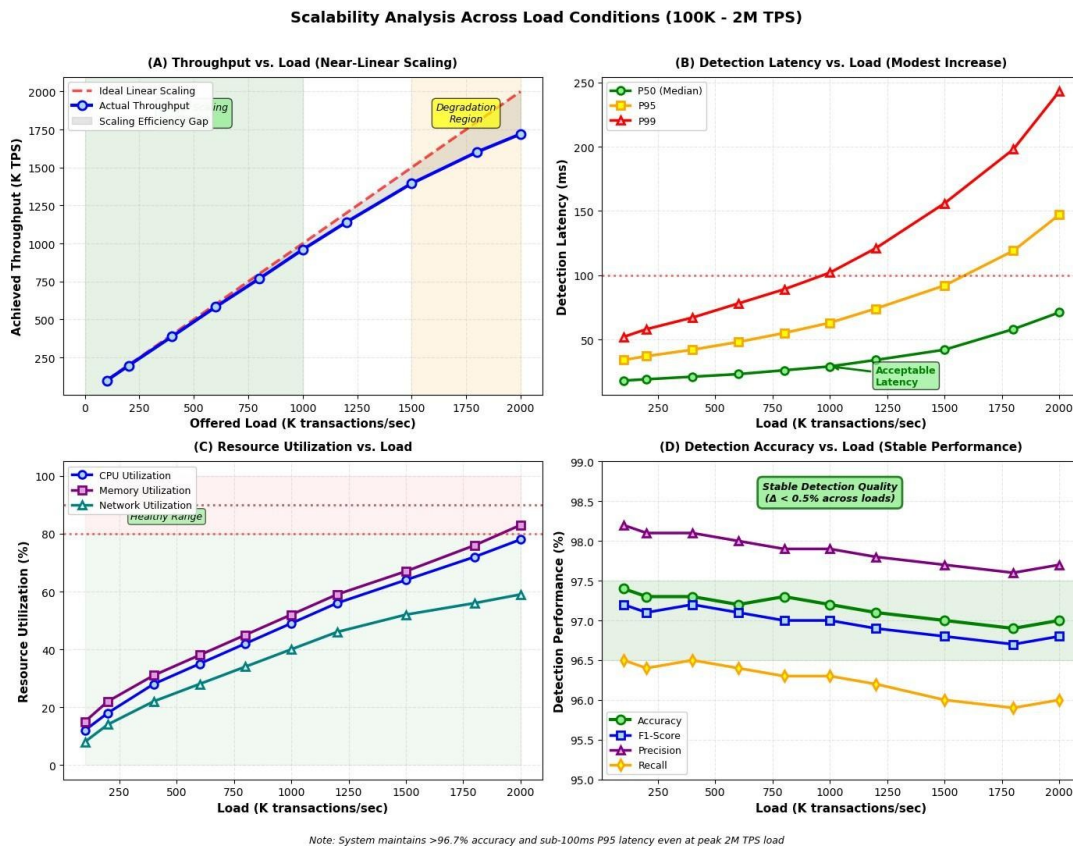 Scalability Analysis Across Load Conditions (100K - 2M TPS)
(A) Throughput vs. Load (Near-Linear Scaling)
Ideal Linear Scaling
Actual Throughput
Scaling Efficiency Gap
Degradation
Region
2000
1750
1500
1250
1000
750
500
250
Achieved Throughput (K TPS)
0
250
500
750
1000
1250
1500
1750
2000
Offered Load (K transactions/sec)
(B) Detection Latency vs. Load (Modest Increase)
P50 (Median)
P95
P99
Acceptable
Latency
250
200
150
100
50
Detection Latency (ms)
250
500
750
1000
1250
1500
1750
2000
Load (K transactions/sec)
(C) Resource Utilization vs. Load
CPU Utilization
Memory Utilization
Network Utilization
Healthy Range
100
80
60
40
20
0
Resource Utilization (%)
250
500
750
1000
1250
1500
1750
2000
Load (K transactions/sec)
(D) Detection Accuracy vs. Load (Stable Performance)
Stable Detection Quality
(Δ < 0.5% across loads)
99.0
98.5
98.0
97.5
97.0
96.5
96.0
95.5
95.0
Detection Performance (%)
Accuracy
F1-Score
Precision
Recall
250
500
750
1000
1250
1500
1750
2000
Load (K transactions/sec)
Note: System maintains >96.7% accuracy and sub-100ms P95 latency even at peak 2M TPS load